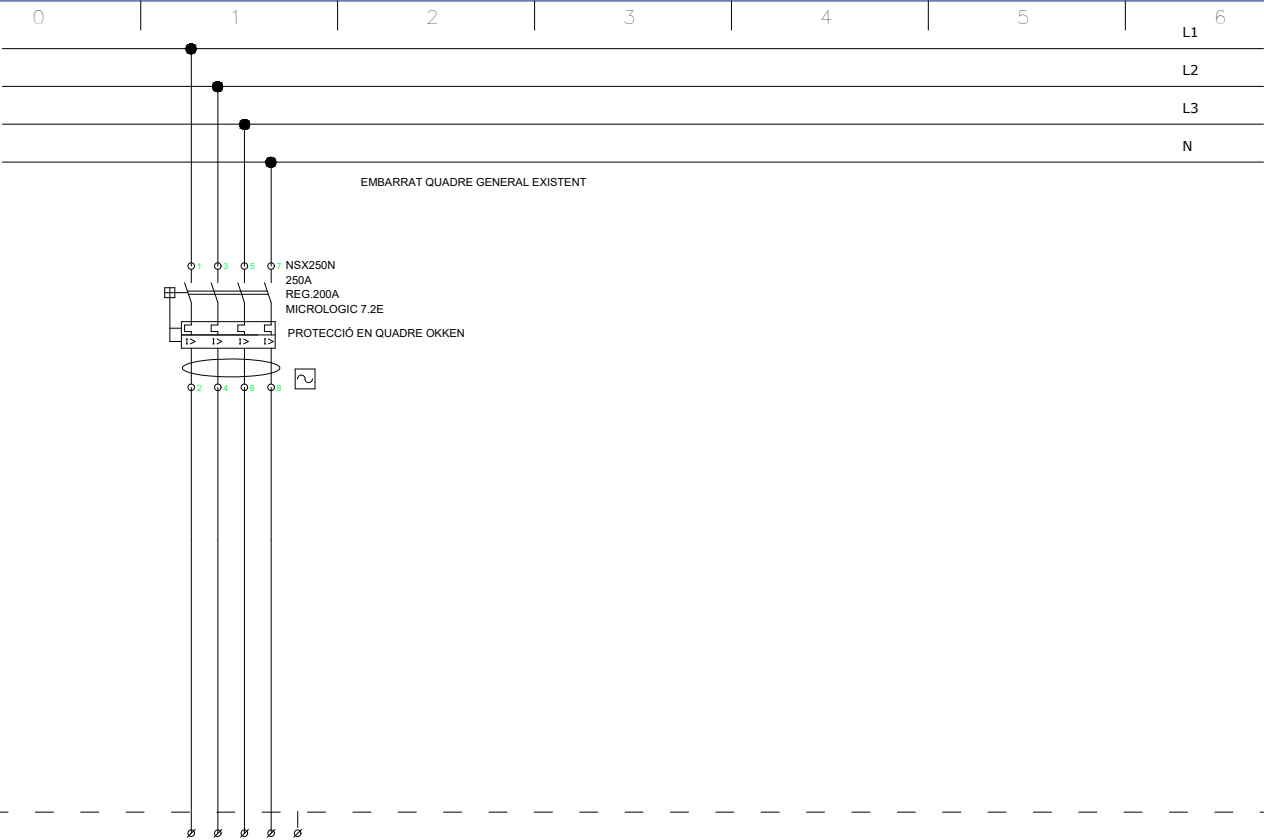 0 1 2 3 4 5 6
L1
L2
L3
N
EMBARRAT QUADRE GENERAL EXISTENT
1 3 5 7 NSX250N
250A
REG.200A
MICROLOGIC 7.2E
PROTECCIÓ EN QUADRE OKKEN
I> I> I> I>
2 4 6 8